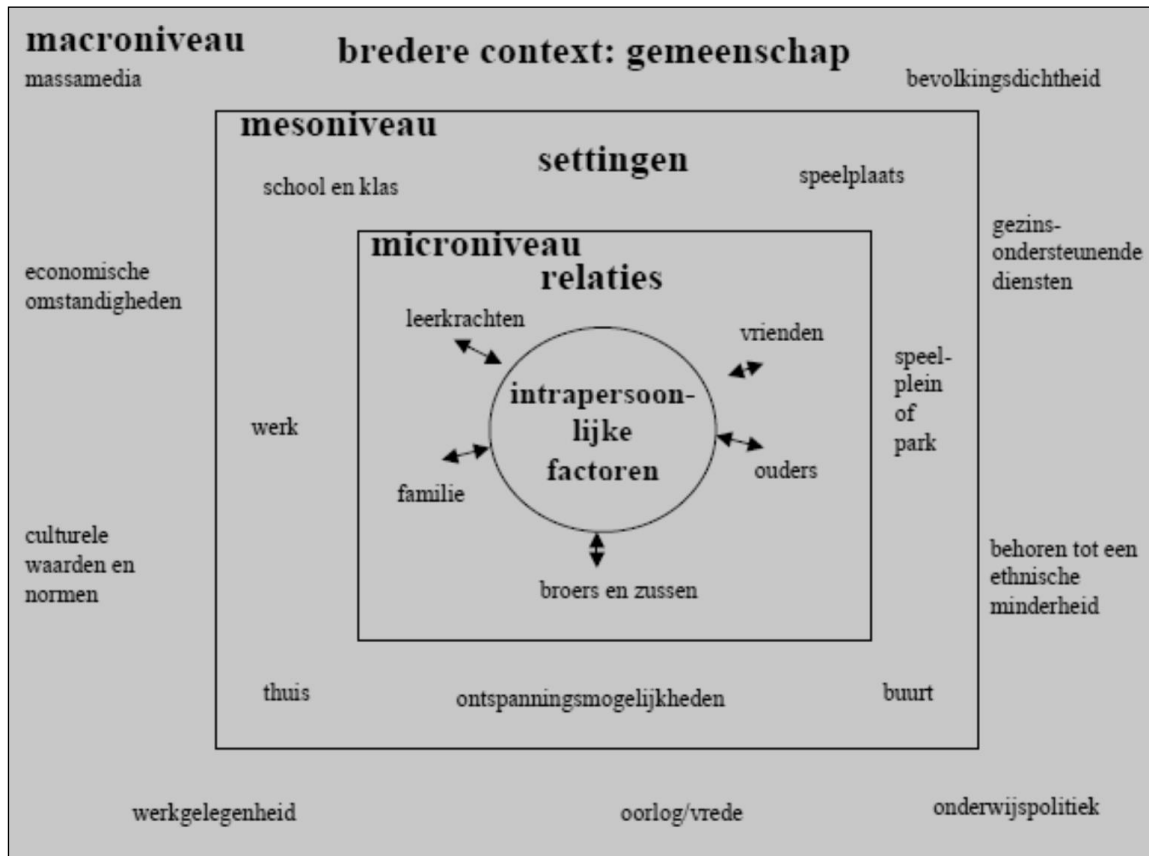 macroniveau
bredere context: gemeenschap
massamedia
bevolkingsdichtheid
mesoniveau
settingen
school en klas
speelplaats
microniveau
relaties
gezins-
ondersteunende
diensten
economische
omstandigheden
leerkrachten
vrienden
speel-
plein
of
park
intrapersoon-
lijke
factoren
werk
familie
ouders
culturele
waarden en
normen
broers en zussen
behoren tot een
ethnische
minderheid
thuis
ontspanningsmogelijkheden
buurt
werkgelegenheid
oorlog/vrede
onderwijspolitiek